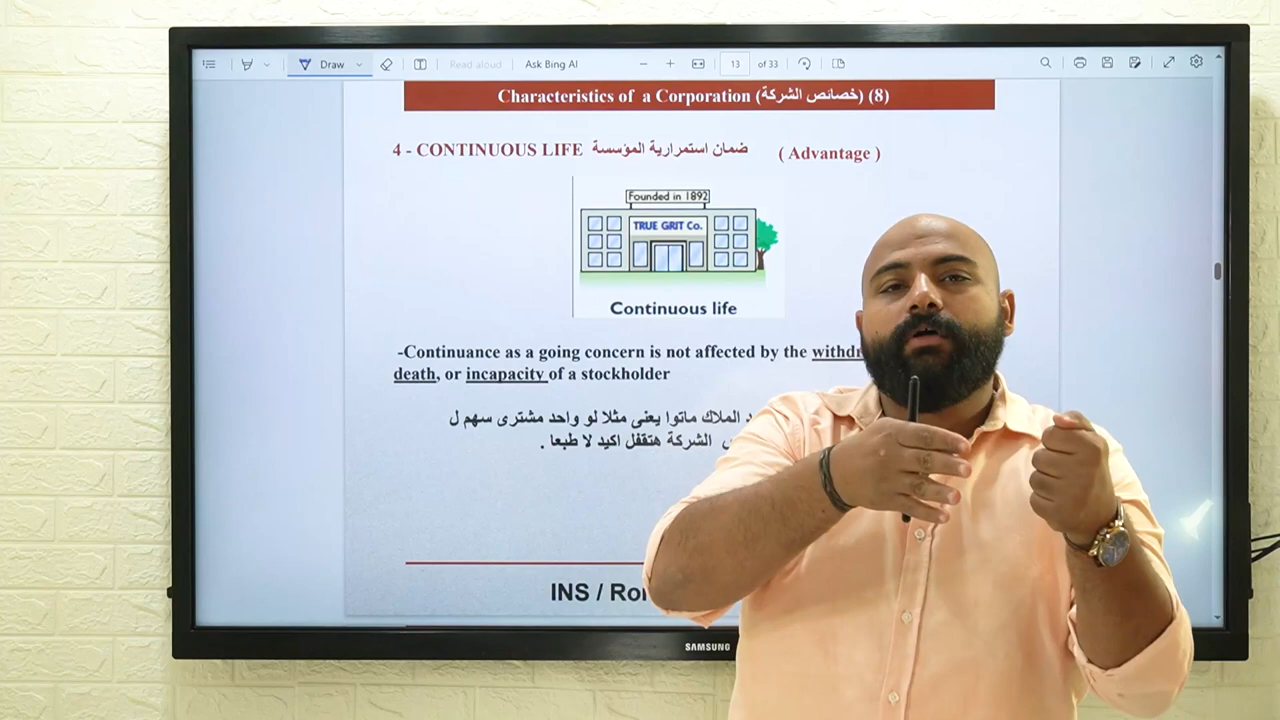 Draw
Read aloud
Ask Bing AI
13
of 33
Characteristics of a Corporation (خصائص الشركة) (8)
4 - CONTINUOUS LIFE ضمان استمرارية المؤسسة ( Advantage )
Founded in 1892
TRUE GRIT Co.
Continuous life
-Continuance as a going concern is not affected by the
death, or incapacity of a stockholder
الملاك ماتوا يعنى مثلا لو واحد مشترى سهم ل
الشركة هتقفل اكيد لا طبعا .
INS /
SAMSUNG